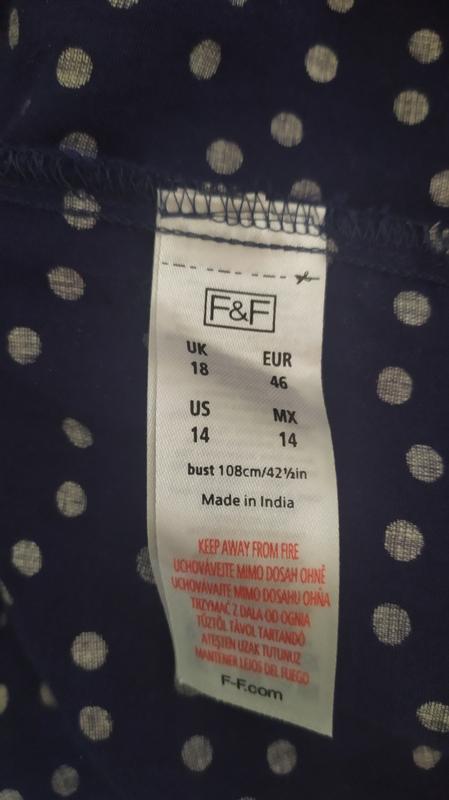 F&F
UK EUR
18 46
US MX
14 14
bust 108cm/42½in
Made in India
KEEP AWAY FROM FIRE
UCHOVÁVEJTE MIMO DOSAH OHNĚ
UCHOVÁVAJTE MIMO DOSAHU OHŇA
TRZYMAĆ Z DALA OD OGNIA
TŰZTŐL TÁVOL TARTANDÓ
ATEŞTEN UZAK TUTUNUZ
MANTENER LEJOS DEL FUEGO
F-F.com